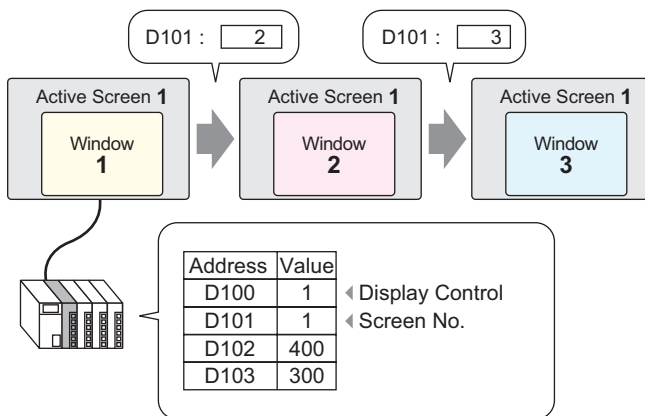 D101 : 2
D101 : 3
Active Screen 1
Window
1
Active Screen 1
Window
2
Active Screen 1
Window
3
Address Value
D100 1 Display Control
D101 1 Screen No.
D102 400
D103 300